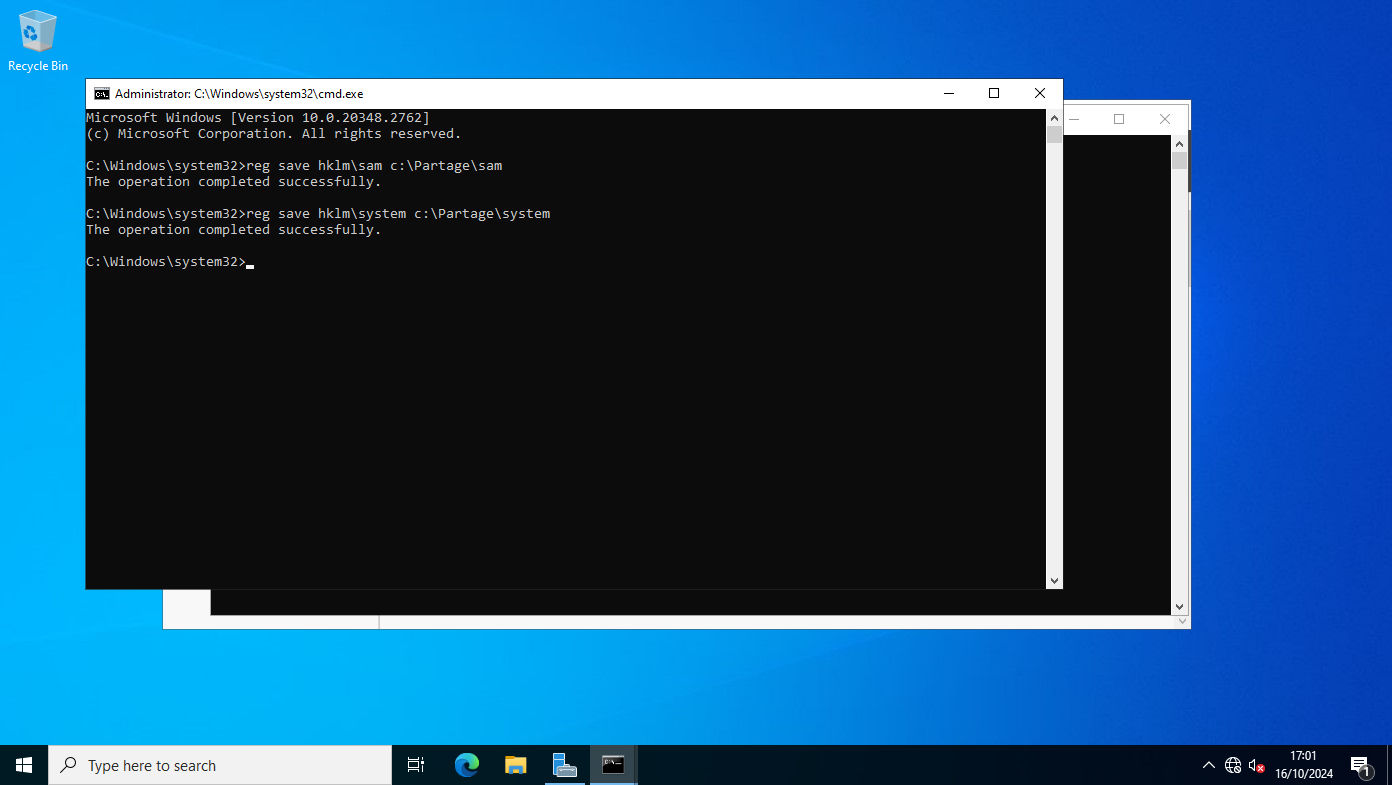 Recycle Bin
Administrator: C:\Windows\system32\cmd.exe
Microsoft Windows [Version 10.0.20348.2762]
(c) Microsoft Corporation. All rights reserved.
C:\Windows\system32>reg save hklm\sam c:\Partage\sam
The operation completed successfully.
C:\Windows\system32>reg save hklm\system c:\Partage\system
The operation completed successfully.
C:\Windows\system32>
Type here to search
17:01
16/10/2024
1